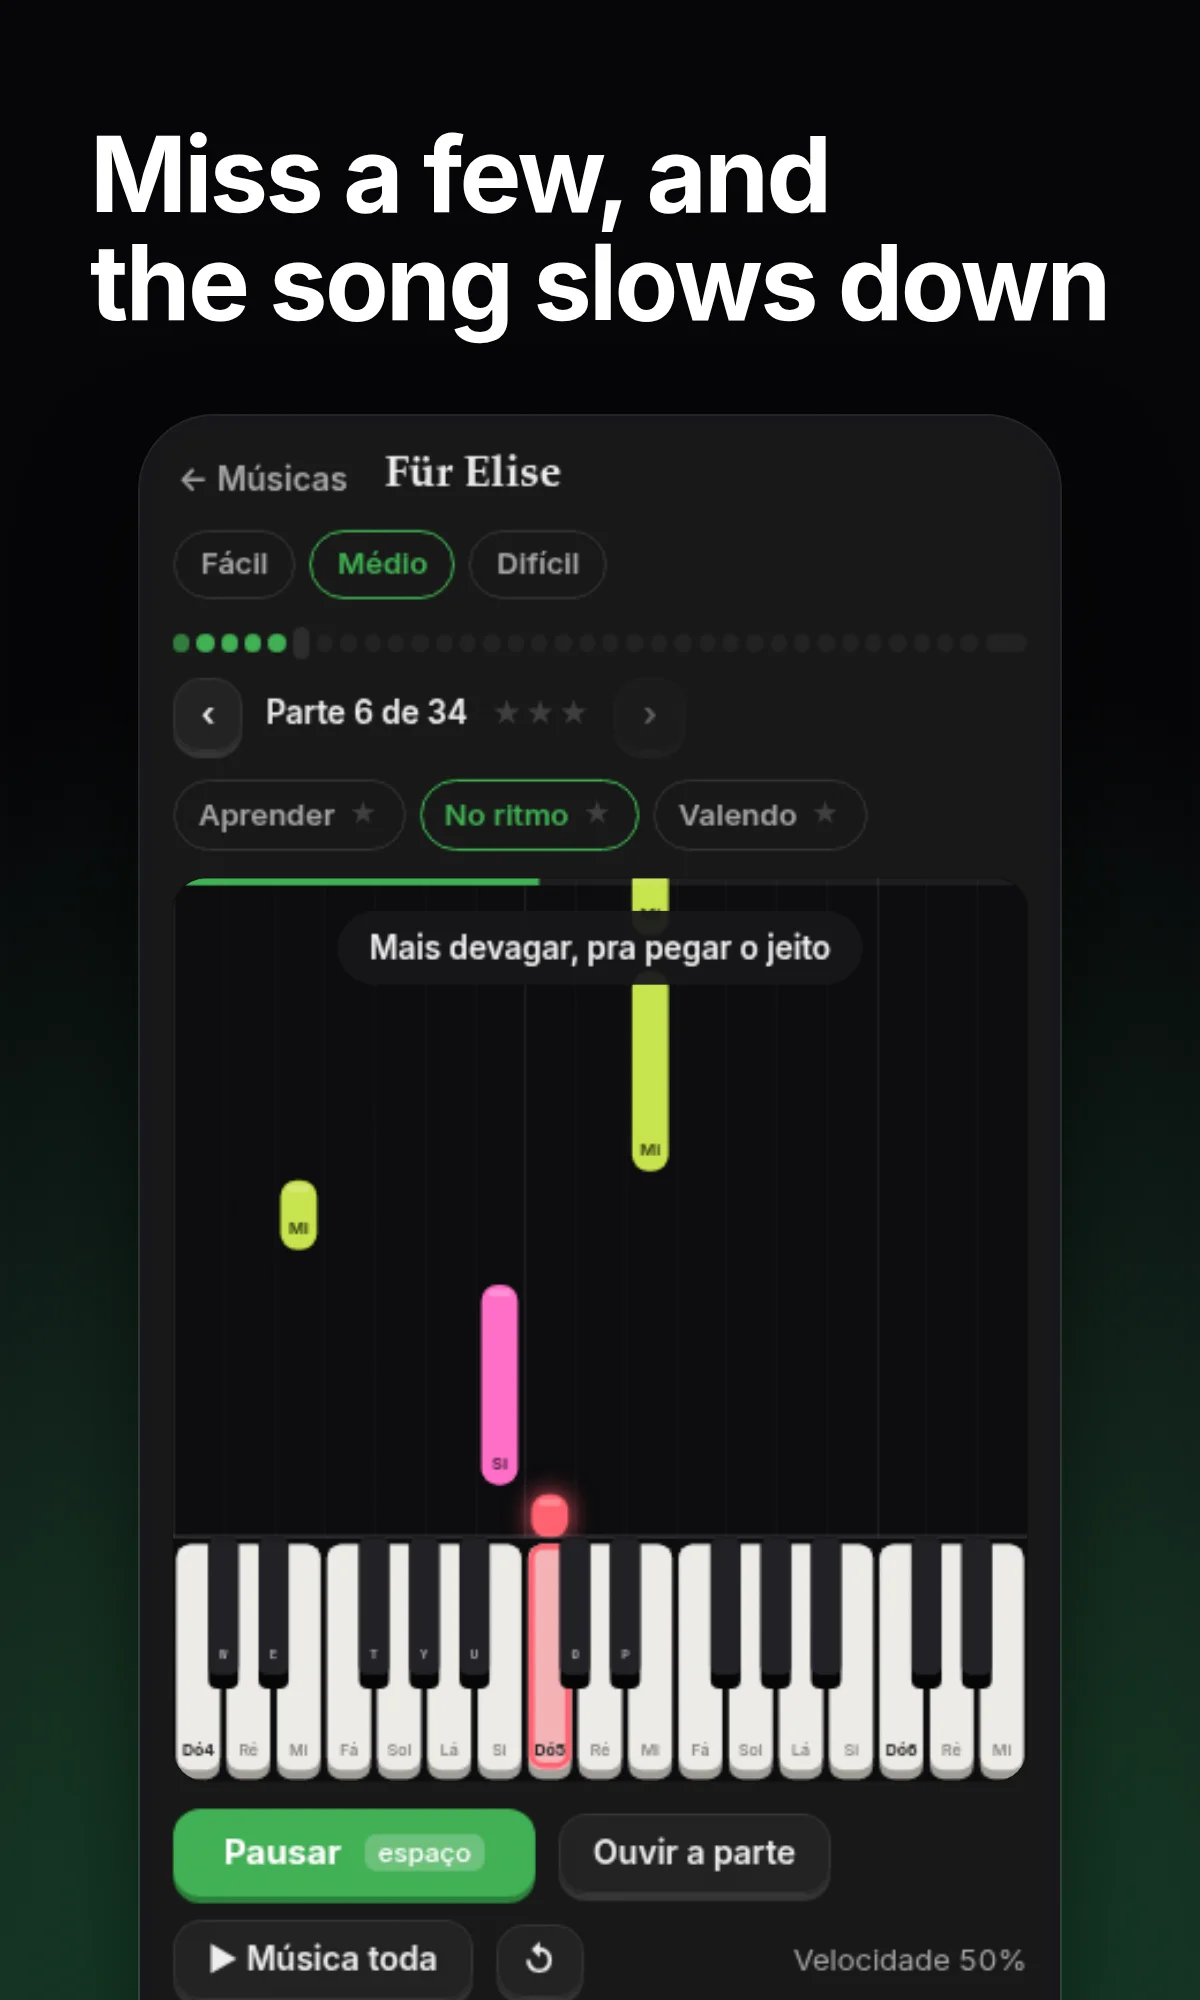 Miss a few, and
the song slows down
← Músicas Für Elise
Fácil Médio Difícil
‹ Parte 6 de 34 ★★★ ›
Aprender ★ No ritmo ★ Valendo ★
Mais devagar, pra pegar o jeito
MI
MI
SI
W E T Y U O P
Dó4 Ré MI Fá Sol Lá SI Dó5 Ré MI Fá Sol Lá SI Dó6 Ré MI
Pausar espaço Ouvir a parte
▶ Música toda Velocidade 50%